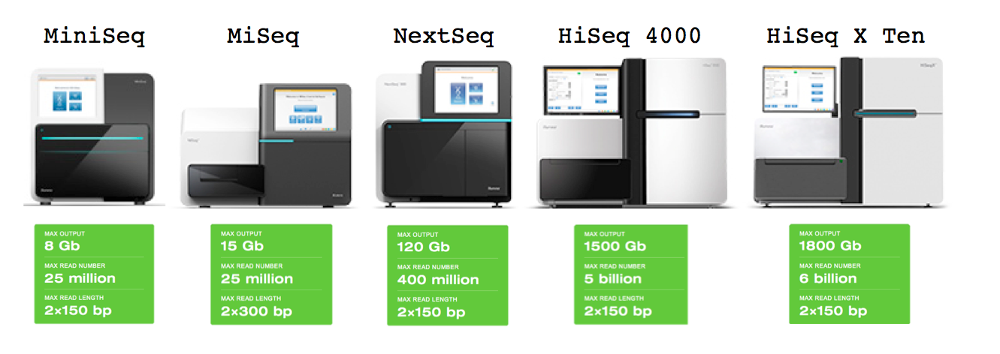 MiniSeq
MiSeq
NextSeq
HiSeq 4000
HiSeq X Ten
MAX OUTPUT
8 Gb
MAX READ NUMBER
25 million
MAX READ LENGTH
2×150 bp
MAX OUTPUT
15 Gb
MAX READ NUMBER
25 million
MAX READ LENGTH
2×300 bp
MAX OUTPUT
120 Gb
MAX READ NUMBER
400 million
MAX READ LENGTH
2×150 bp
MAX OUTPUT
1500 Gb
MAX READ NUMBER
5 billion
MAX READ LENGTH
2×150 bp
MAX OUTPUT
1800 Gb
MAX READ NUMBER
6 billion
MAX READ LENGTH
2×150 bp